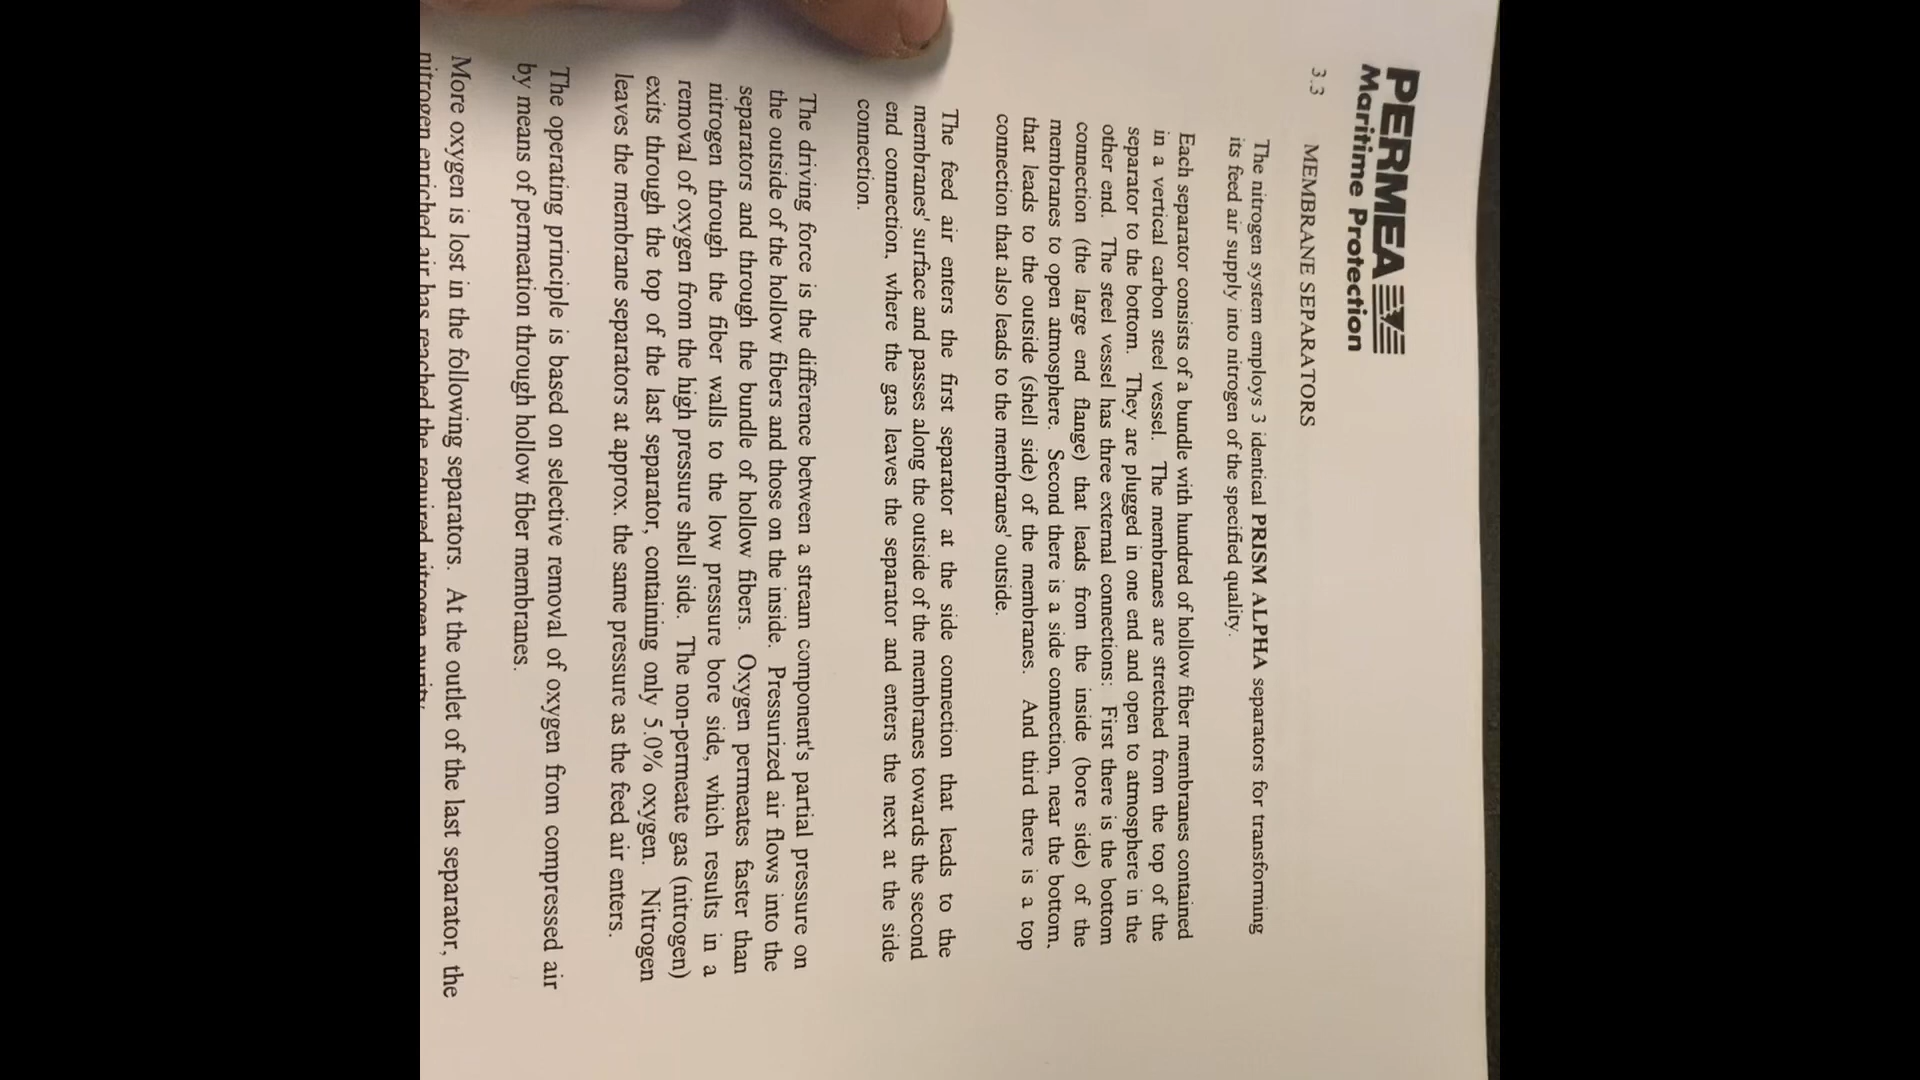 PERMEA
Maritime Protection
3.3 MEMBRANE SEPARATORS
The nitrogen system employs 3 identical PRISM ALPHA separators for transforming
its feed air supply into nitrogen of the specified quality.
Each separator consists of a bundle with hundred of hollow fiber membranes contained
in a vertical carbon steel vessel. The membranes are stretched from the top of the
separator to the bottom. They are plugged in one end and open to atmosphere in the
other end. The steel vessel has three external connections: First there is the bottom
connection (the large end flange) that leads from the inside (bore side) of the
membranes to open atmosphere. Second there is a side connection, near the bottom,
that leads to the outside (shell side) of the membranes. And third there is a top
connection that also leads to the membranes' outside.
The feed air enters the first separator at the side connection that leads to the
membranes' surface and passes along the outside of the membranes towards the second
end connection, where the gas leaves the separator and enters the next at the side
connection.
The driving force is the difference between a stream component's partial pressure on
the outside of the hollow fibers and those on the inside. Pressurized air flows into the
separators and through the bundle of hollow fibers. Oxygen permeates faster than
nitrogen through the fiber walls to the low pressure bore side, which results in a
removal of oxygen from the high pressure shell side. The non-permeate gas (nitrogen)
exits through the top of the last separator, containing only 5.0% oxygen. Nitrogen
leaves the membrane separators at approx. the same pressure as the feed air enters.
The operating principle is based on selective removal of oxygen from compressed air
by means of permeation through hollow fiber membranes.
More oxygen is lost in the following separators. At the outlet of the last separator, the
nitrogen enriched air has reached the required nitrogen purity.